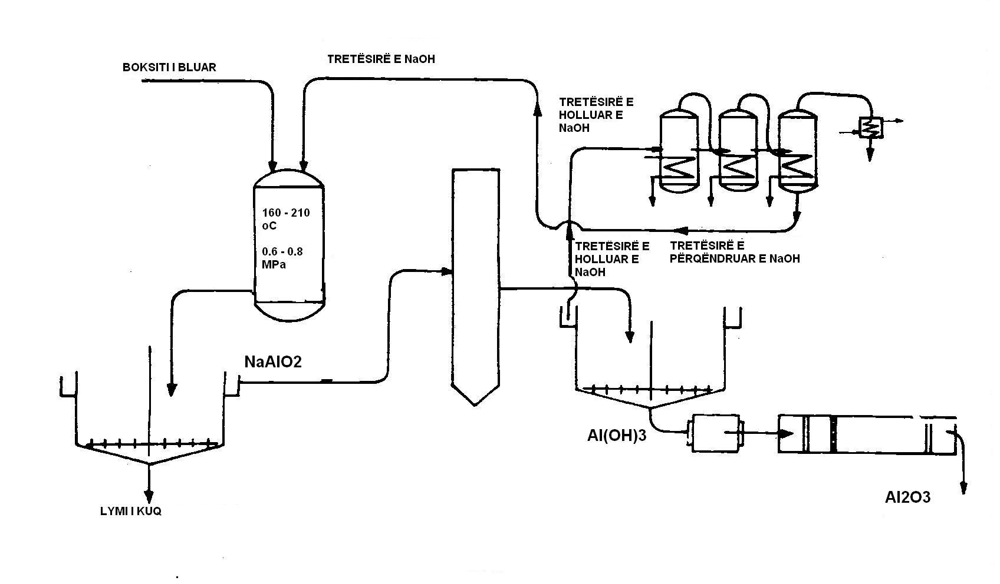 BOKSITI I BLUAR
TRETËSIRË E NaOH
TRETËSIRË E
HOLLUAR E
NaOH
160 - 210
oC
0.6 - 0.8
MPa
TRETËSIRË E
HOLLUAR E
NaOH
TRETËSIRË E
PËRQËNDRUAR E NaOH
NaAlO2
Al(OH)3
Al2O3
LYMI I KUQ